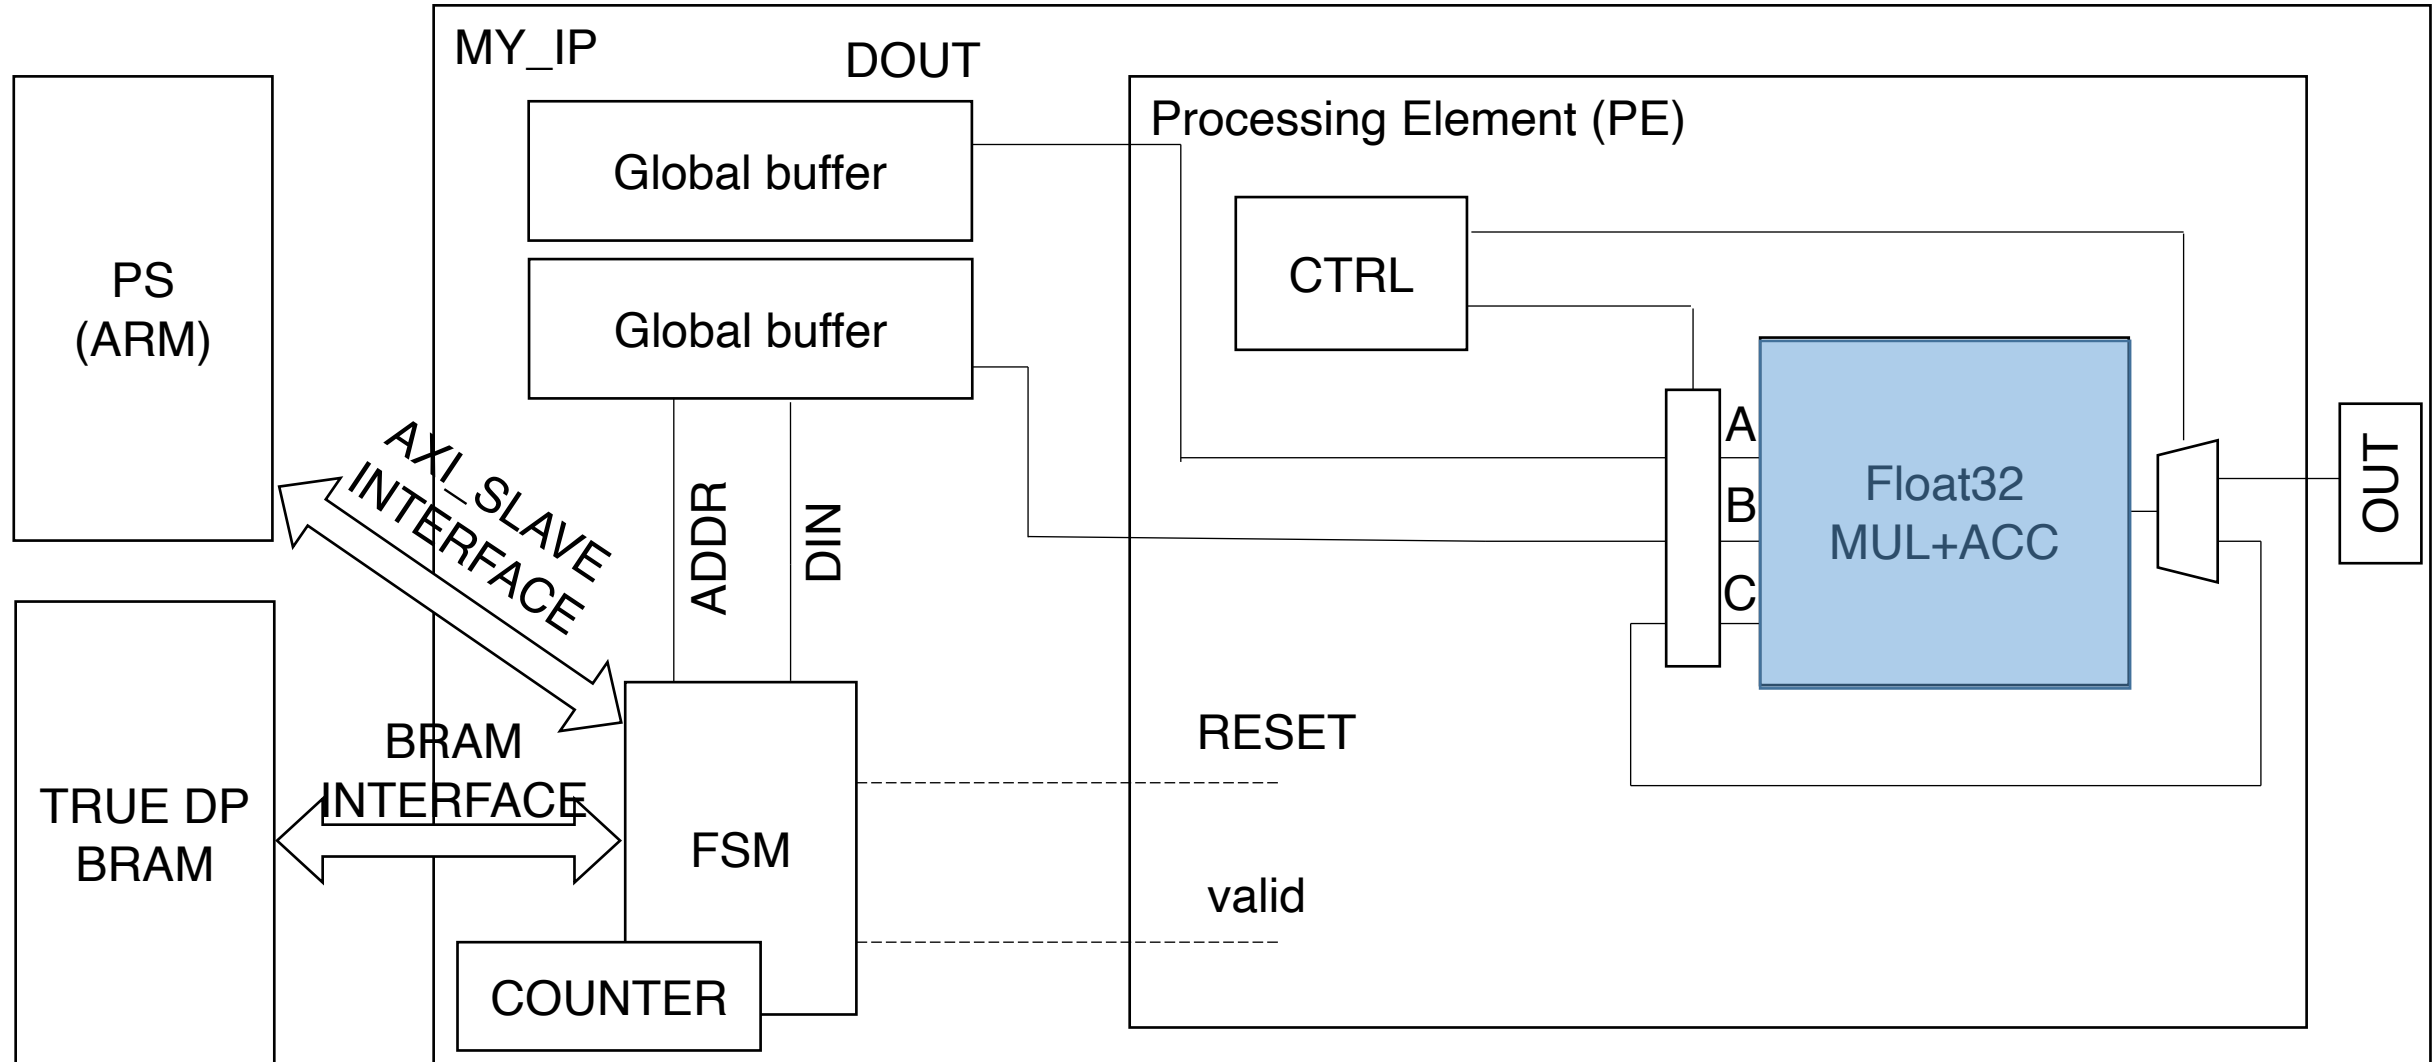 MY_IP
DOUT
Processing Element (PE)
Global buffer
CTRL
PS
(ARM)
Global buffer
A
AXI_SLAVE
INTERFACE
ADDR
DIN
B
Float32
MUL+ACC
OUT
C
RESET
BRAM
INTERFACE
TRUE DP
BRAM
FSM
valid
COUNTER